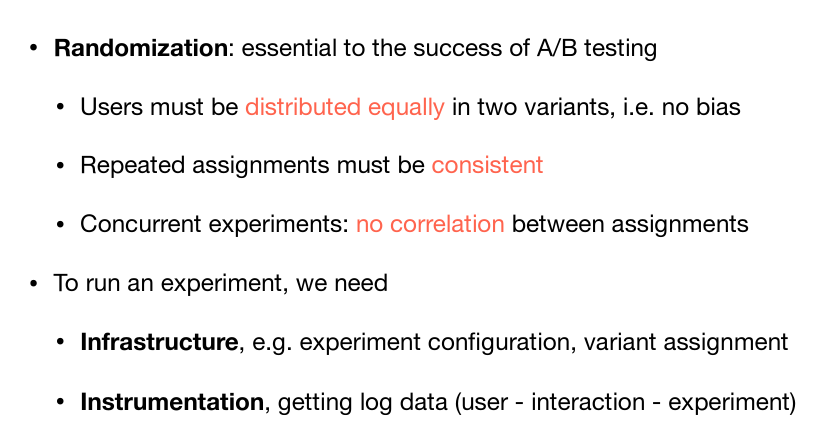 • Randomization: essential to the success of A/B testing
• Users must be distributed equally in two variants, i.e. no bias
• Repeated assignments must be consistent
• Concurrent experiments: no correlation between assignments
• To run an experiment, we need
• Infrastructure, e.g. experiment configuration, variant assignment
• Instrumentation, getting log data (user - interaction - experiment)